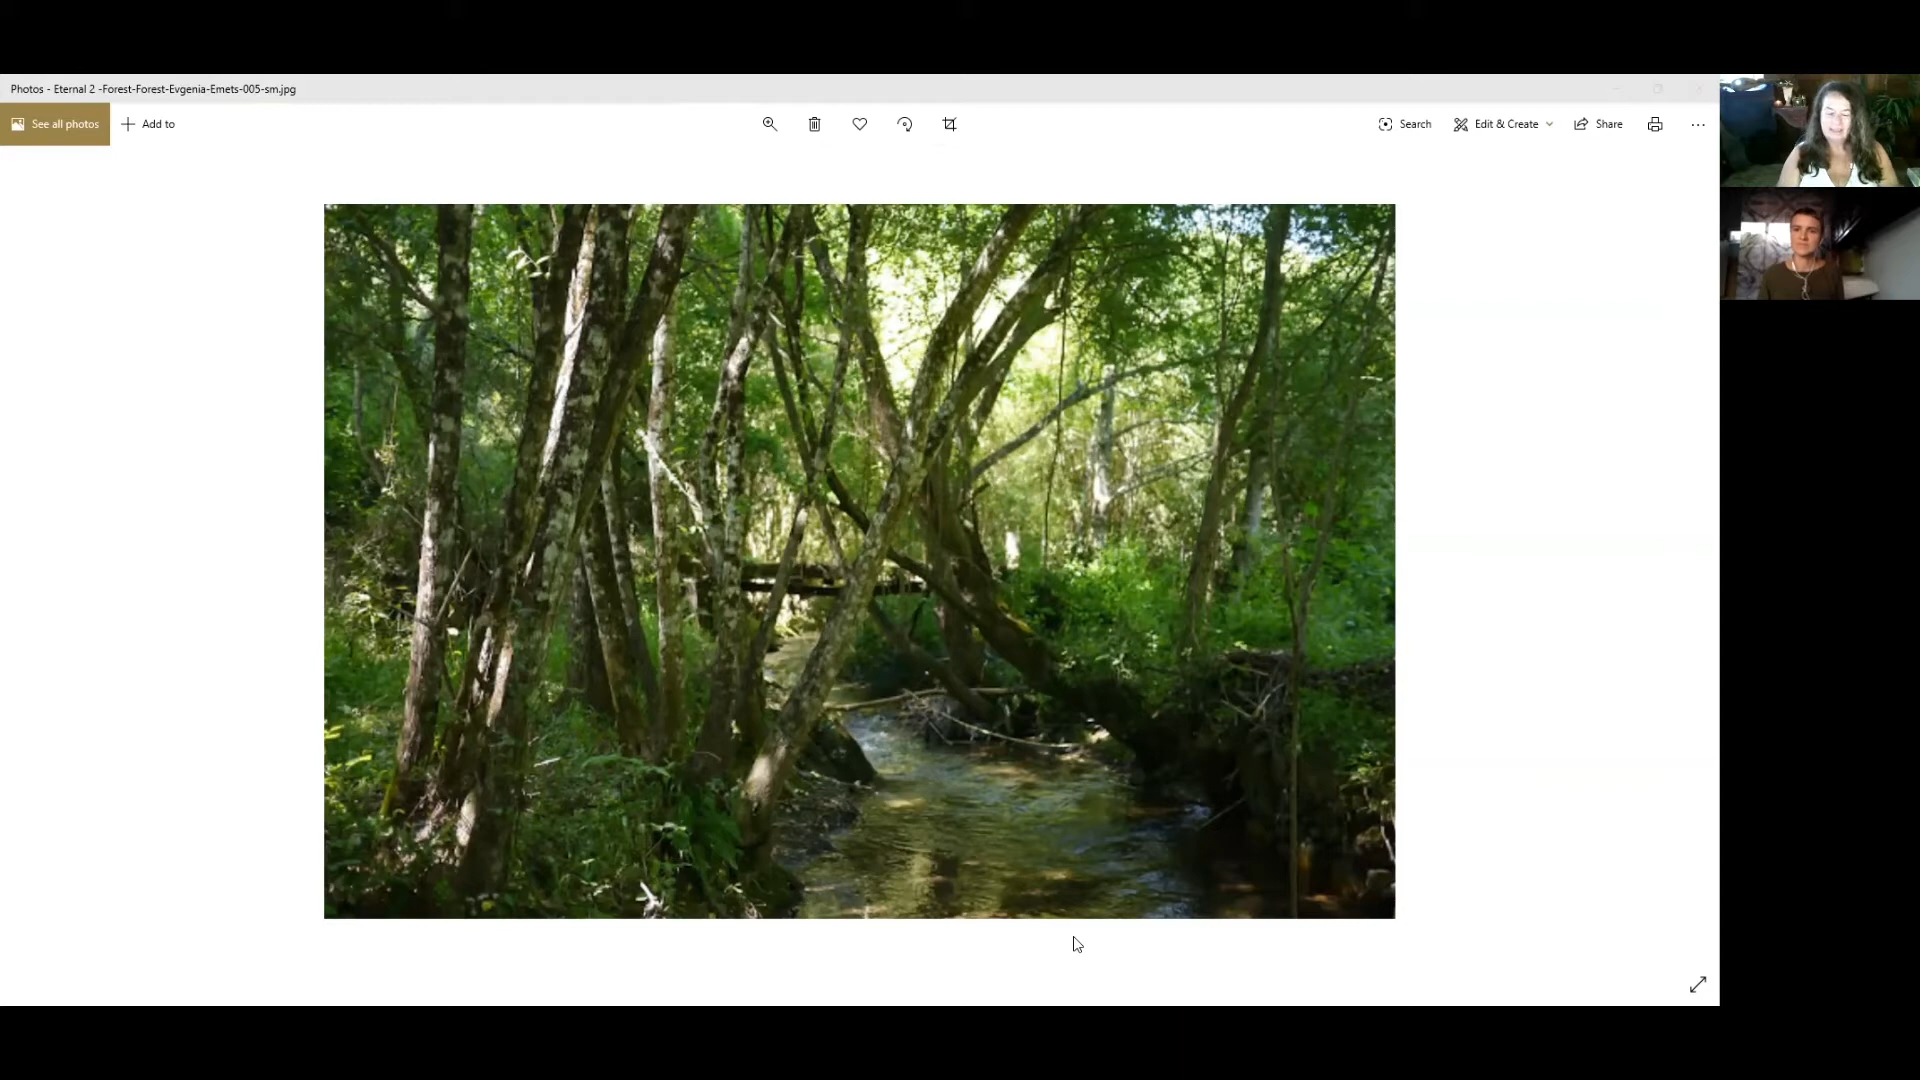 Photos - Eternal 2 -Forest-Forest-Evgenia-Emets-005-sm.jpg
See all photos
Add to
Search
Edit & Create
Share